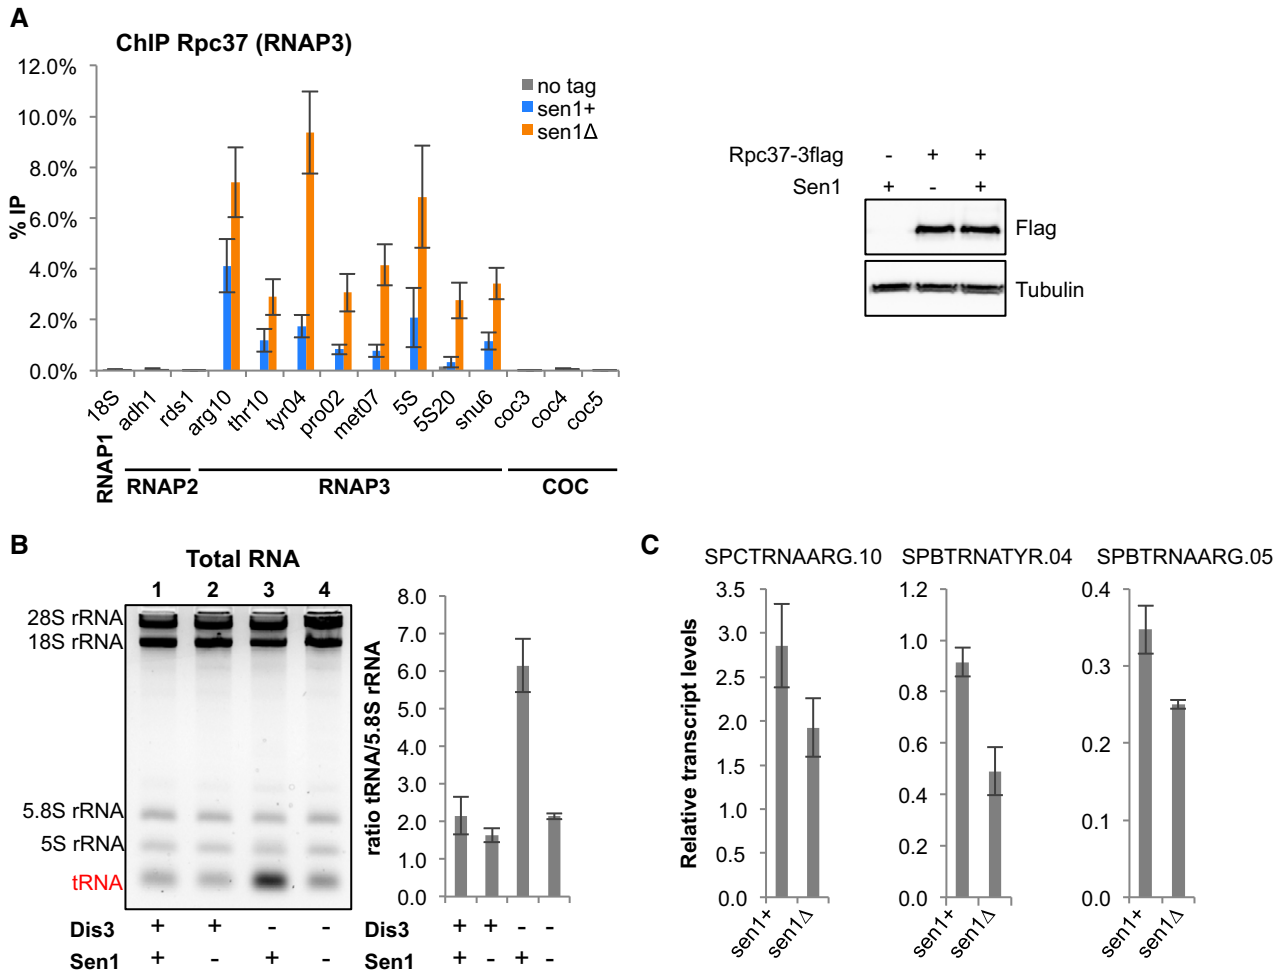 A
ChIP Rpc37 (RNAP3)
12.0%
10.0%
8.0%
6.0%
4.0%
2.0%
0.0%
% IP
no tag
sen1+
sen1Δ
18S
adh1
rds1
arg10
thr10
tyr04
pro02
met07
5S
5S20
snu6
coc3
coc4
coc5
RNAP1
RNAP2
RNAP3
COC
Rpc37-3flag - + +
Sen1 + - +
Flag
Tubulin
B
Total RNA
1 2 3 4
28S rRNA
18S rRNA
5.8S rRNA
5S rRNA
tRNA
Dis3 + + - -
Sen1 + - + -
ratio tRNA/5.8S rRNA
8.0
7.0
6.0
5.0
4.0
3.0
2.0
1.0
0.0
Dis3 + + - -
Sen1 + - + -
C
SPCTRNAARG.10
Relative transcript levels
3.5
3.0
2.5
2.0
1.5
1.0
0.5
0.0
sen1+
sen1Δ
SPBTRNATYR.04
1.2
1.0
0.8
0.6
0.4
0.2
0.0
sen1+
sen1Δ
SPBTRNAARG.05
0.4
0.3
0.2
0.1
0.0
sen1+
sen1Δ